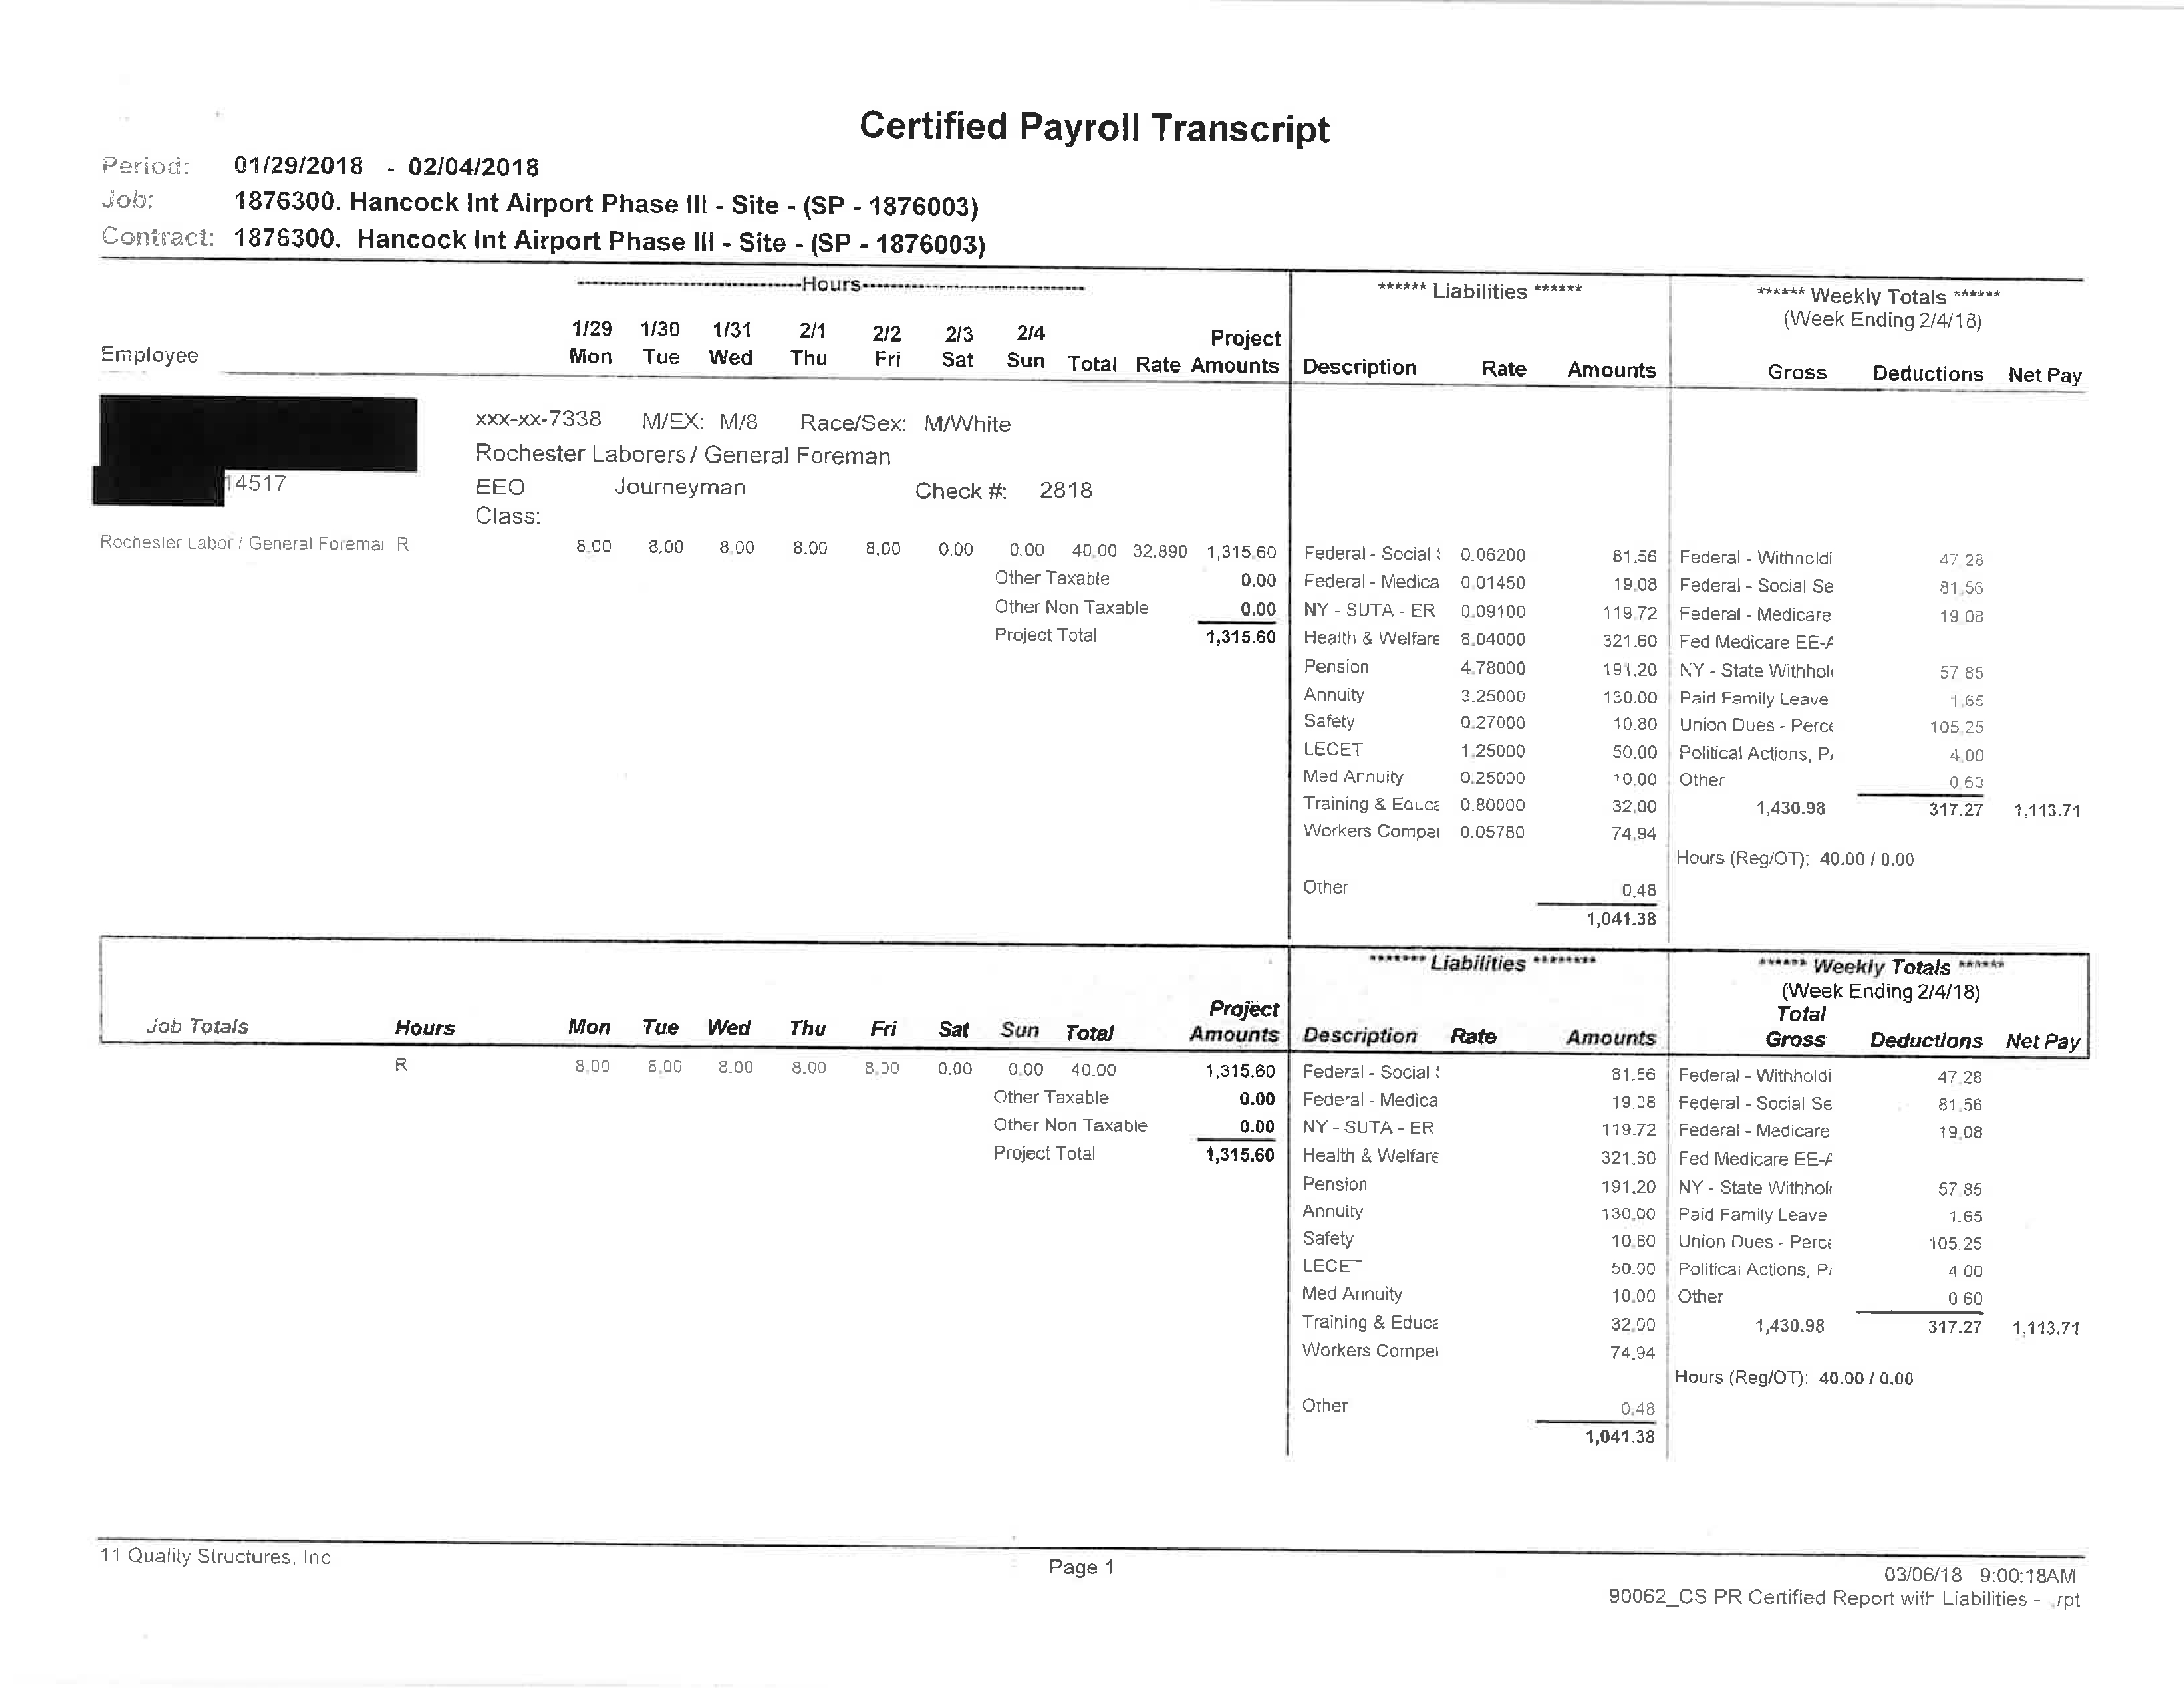 Certified Payroll Transcript
Period: 01/29/2018 - 02/04/2018
Job: 1876300. Hancock Int Airport Phase III - Site - (SP - 1876003)
Contract: 1876300. Hancock Int Airport Phase III - Site - (SP - 1876003)
Hours
****** Liabilities ******
****** Weekly Totals ******
(Week Ending 2/4/18)
1/29 1/30 1/31 2/1 2/2 2/3 2/4 Project
Employee Mon Tue Wed Thu Fri Sat Sun Total Rate Amounts Description Rate Amounts Gross Deductions Net Pay
xxx-xx-7338 M/EX: M/8 Race/Sex: M/White
Rochester Laborers / General Foreman
14517 EEO Journeyman Check #: 2818
Class:
Rochester Labor / General Foremai R 8.00 8.00 8.00 8.00 8.00 0.00 0.00 40.00 32.890 1,315.60 Federal - Social 0.06200 81.56 Federal - Withholdi 47.28
Other Taxable 0.00 Federal - Medica 0.01450 19.08 Federal - Social Se 81.56
Other Non Taxable 0.00 NY - SUTA - ER 0.09100 119.72 Federal - Medicare 19.08
Project Total 1,315.60 Health & Welfare 8.04000 321.60 Fed Medicare EE-A
Pension 4.78000 191.20 NY - State Withhol 57.85
Annuity 3.25000 130.00 Paid Family Leave 1.65
Safety 0.27000 10.80 Union Dues - Perce 105.25
LECET 1.25000 50.00 Political Actions, P 4.00
Med Annuity 0.25000 10.00 Other 0.60
Training & Educa 0.80000 32.00 1,430.98 317.27 1,113.71
Workers Compe 0.05780 74.94
Hours (Reg/OT): 40.00 / 0.00
Other 0.48
1,041.38
******* Liabilities ********
****** Weekly Totals ******
(Week Ending 2/4/18)
Project Total
Job Totals Hours Mon Tue Wed Thu Fri Sat Sun Total Amounts Description Rate Amounts Gross Deductions Net Pay
R 8.00 8.00 8.00 8.00 8.00 0.00 0.00 40.00 1,315.60 Federal - Social 81.56 Federal - Withholdi 47.28
Other Taxable 0.00 Federal - Medica 19.08 Federal - Social Se 81.56
Other Non Taxable 0.00 NY - SUTA - ER 119.72 Federal - Medicare 19.08
Project Total 1,315.60 Health & Welfare 321.60 Fed Medicare EE-A
Pension 191.20 NY - State Withhol 57.85
Annuity 130.00 Paid Family Leave 1.65
Safety 10.80 Union Dues - Perce 105.25
LECET 50.00 Political Actions, P 4.00
Med Annuity 10.00 Other 0.60
Training & Educa 32.00 1,430.98 317.27 1,113.71
Workers Compe 74.94
Hours (Reg/OT): 40.00 / 0.00
Other 0.48
1,041.38
11 Quality Structures, Inc Page 1 03/06/18 9:00:18AM
90062_CS PR Certified Report with Liabilities - .rpt